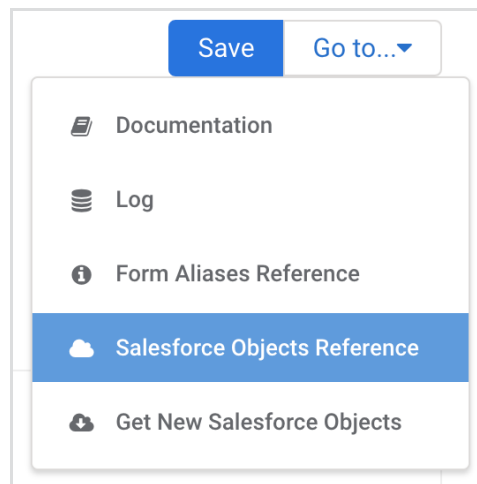 Save Go to...
Documentation
Log
Form Aliases Reference
Salesforce Objects Reference
Get New Salesforce Objects